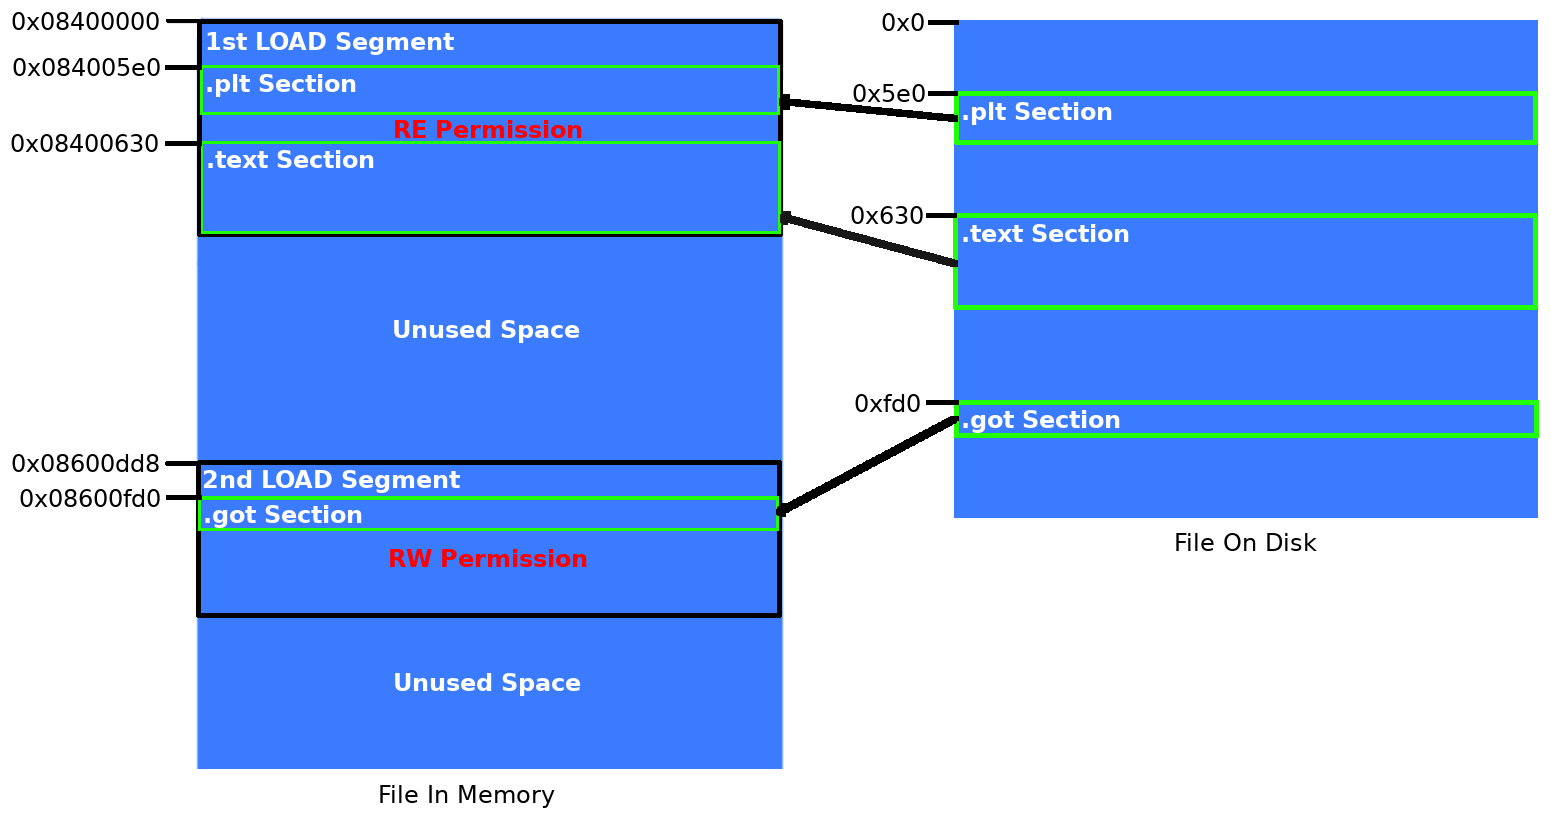 0x08400000
1st LOAD Segment
0x084005e0
.plt Section
RE Permission
0x08400630
.text Section
Unused Space
0x08600dd8
2nd LOAD Segment
0x08600fd0
.got Section
RW Permission
Unused Space
File In Memory
0x0
0x5e0
.plt Section
0x630
.text Section
0xfd0
.got Section
File On Disk